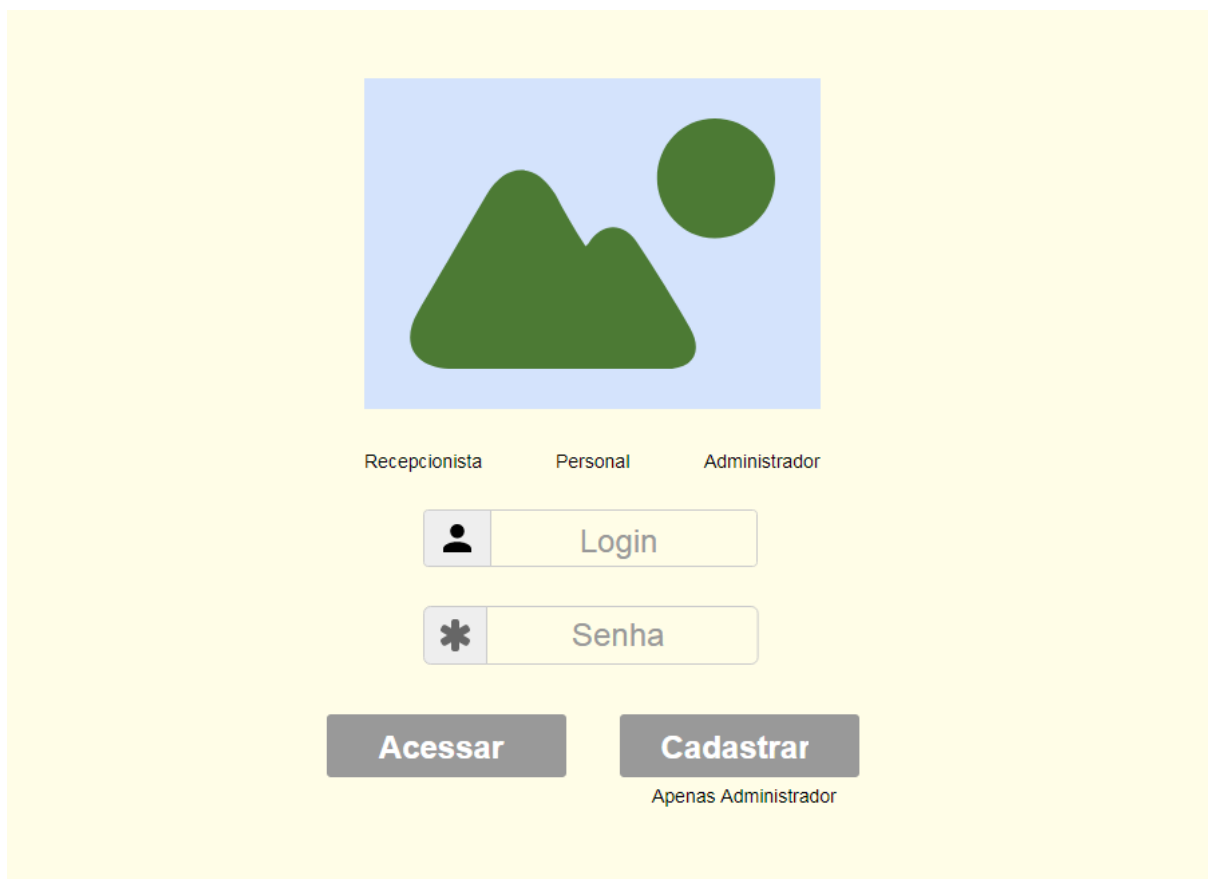 Recepcionista Personal Administrador
Login
Senha
Acessar Cadastrar
Apenas Administrador